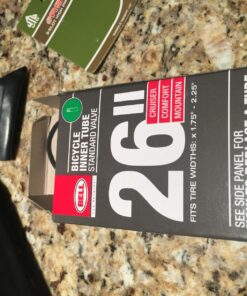 BICYCLE
INNER TUBE
STANDARD VALVE
BELL
26"
CRUISER
COMFORT
MOUNTAIN
FITS TIRE WIDTHS: x 1.75" - 2.25"
SEE SIDE PANEL FOR